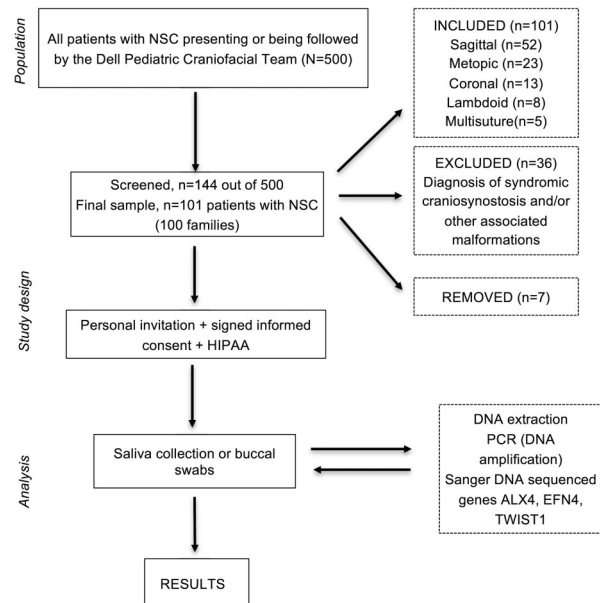 Population
All patients with NSC presenting or being followed
by the Dell Pediatric Craniofacial Team (N=500)
INCLUDED (n=101)
Sagittal (n=52)
Metopic (n=23)
Coronal (n=13)
Lambdoid (n=8)
Multisuture(n=5)
Screened, n=144 out of 500
Final sample, n=101 patients with NSC
(100 families)
EXCLUDED (n=36)
Diagnosis of syndromic
craniosynostosis and/or
other associated
malformations
REMOVED (n=7)
Study design
Personal invitation + signed informed
consent + HIPAA
Analysis
Saliva collection or buccal
swabs
DNA extraction
PCR (DNA
amplification)
Sanger DNA sequenced
genes ALX4, EFN4,
TWIST1
RESULTS